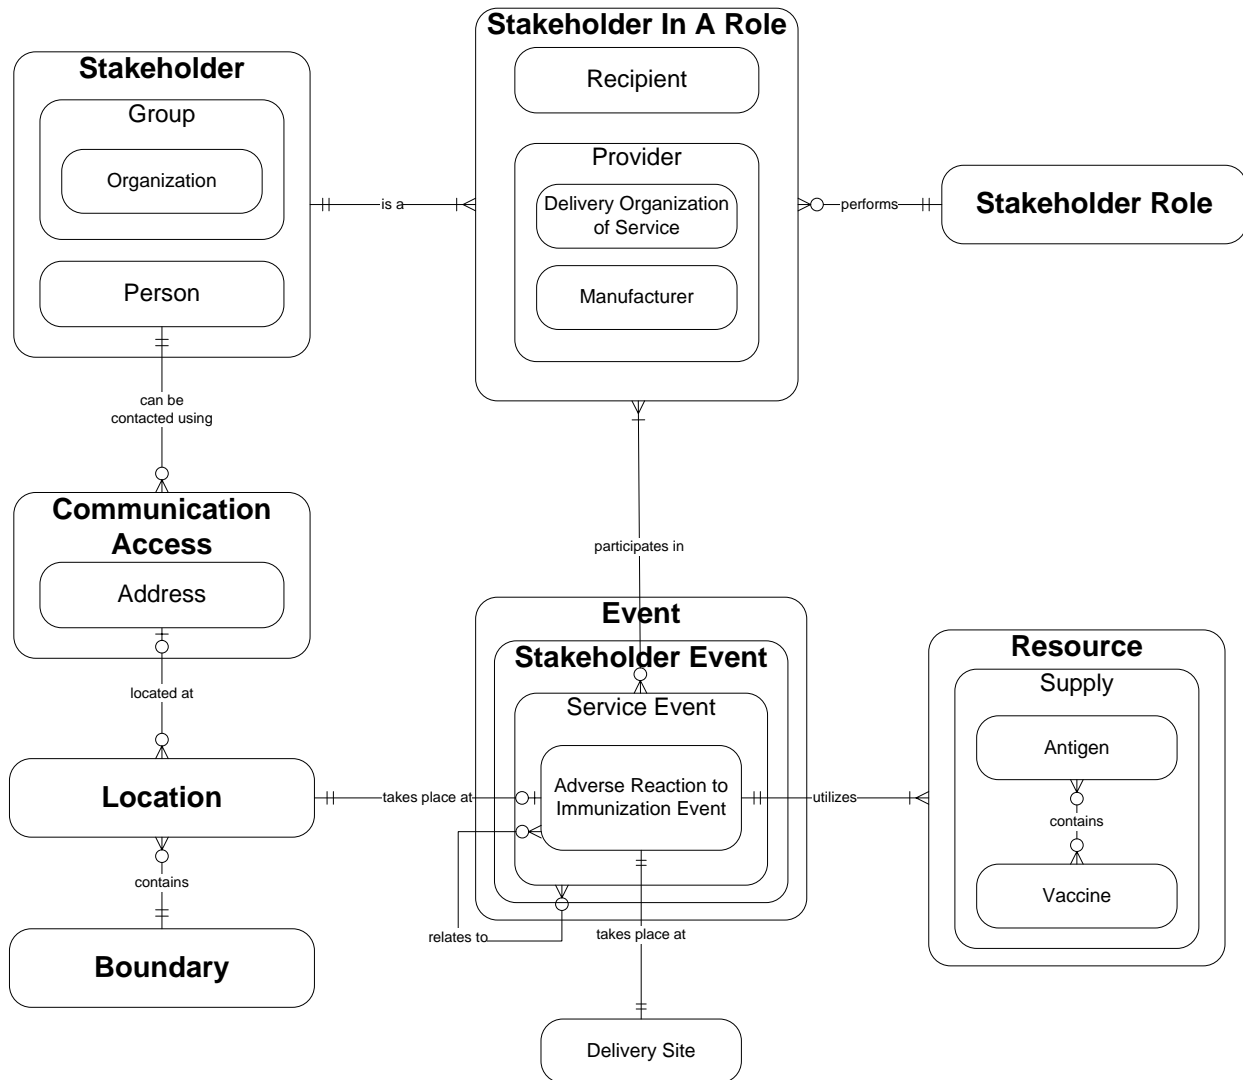 Stakeholder In A Role
Stakeholder
Recipient
Group
Provider
Organization
Delivery Organization
of Service
is a
performs
Stakeholder Role
Person
Manufacturer
can be
contacted using
Communication
Access
participates in
Address
Event
Stakeholder Event
Resource
located at
Service Event
Supply
Antigen
Location
takes place at
Adverse Reaction to
Immunization Event
utilizes
contains
contains
Vaccine
relates to
takes place at
Boundary
Delivery Site